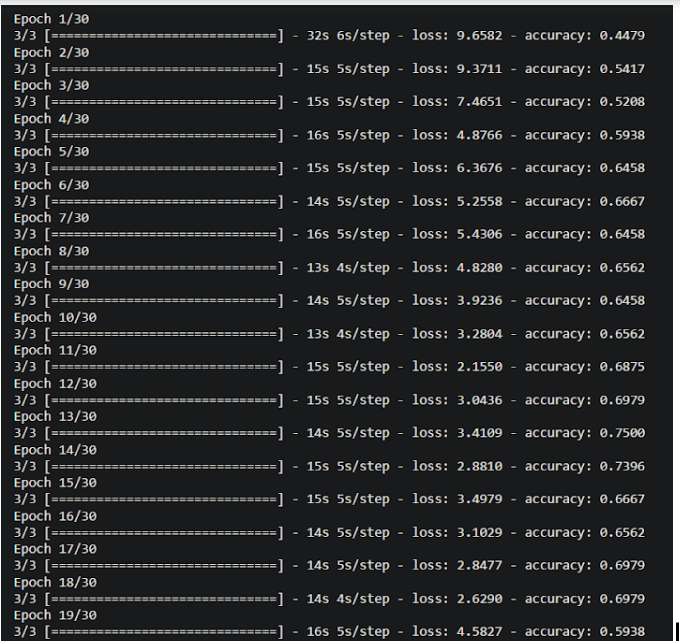 Epoch 1/30
3/3 [==============================] - 32s 6s/step - loss: 9.6582 - accuracy: 0.4479
Epoch 2/30
3/3 [==============================] - 15s 5s/step - loss: 9.3711 - accuracy: 0.5417
Epoch 3/30
3/3 [==============================] - 15s 5s/step - loss: 7.4651 - accuracy: 0.5208
Epoch 4/30
3/3 [==============================] - 16s 5s/step - loss: 4.8766 - accuracy: 0.5938
Epoch 5/30
3/3 [==============================] - 15s 5s/step - loss: 6.3676 - accuracy: 0.6458
Epoch 6/30
3/3 [==============================] - 14s 5s/step - loss: 5.2558 - accuracy: 0.6667
Epoch 7/30
3/3 [==============================] - 16s 5s/step - loss: 5.4306 - accuracy: 0.6458
Epoch 8/30
3/3 [==============================] - 13s 4s/step - loss: 4.8280 - accuracy: 0.6562
Epoch 9/30
3/3 [==============================] - 14s 5s/step - loss: 3.9236 - accuracy: 0.6458
Epoch 10/30
3/3 [==============================] - 13s 4s/step - loss: 3.2804 - accuracy: 0.6562
Epoch 11/30
3/3 [==============================] - 15s 5s/step - loss: 2.1550 - accuracy: 0.6875
Epoch 12/30
3/3 [==============================] - 15s 5s/step - loss: 3.0436 - accuracy: 0.6979
Epoch 13/30
3/3 [==============================] - 14s 5s/step - loss: 3.4109 - accuracy: 0.7500
Epoch 14/30
3/3 [==============================] - 15s 5s/step - loss: 2.8810 - accuracy: 0.7396
Epoch 15/30
3/3 [==============================] - 15s 5s/step - loss: 3.4979 - accuracy: 0.6667
Epoch 16/30
3/3 [==============================] - 14s 5s/step - loss: 3.1029 - accuracy: 0.6562
Epoch 17/30
3/3 [==============================] - 14s 5s/step - loss: 2.8477 - accuracy: 0.6979
Epoch 18/30
3/3 [==============================] - 14s 4s/step - loss: 2.6290 - accuracy: 0.6979
Epoch 19/30
3/3 [==============================] - 16s 5s/step - loss: 4.5827 - accuracy: 0.5938